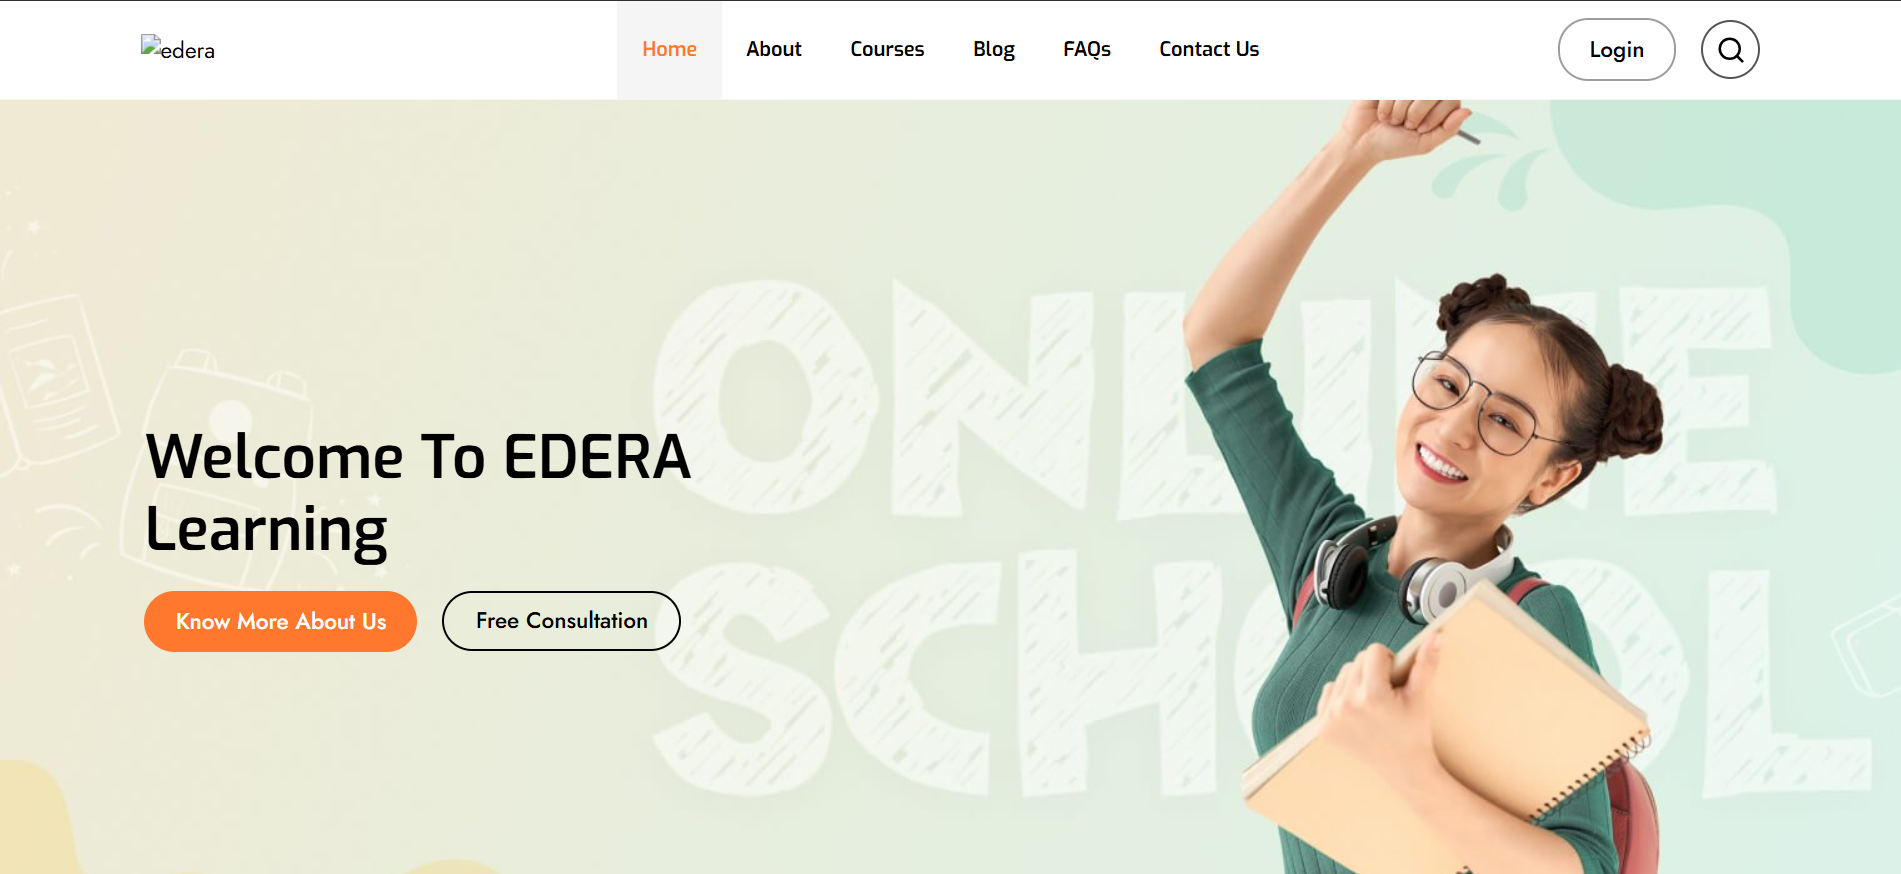 edera
Home About Courses Blog FAQs Contact Us
Login
ONLINE
SCHOOL
Welcome To EDERA
Learning
Know More About Us
Free Consultation